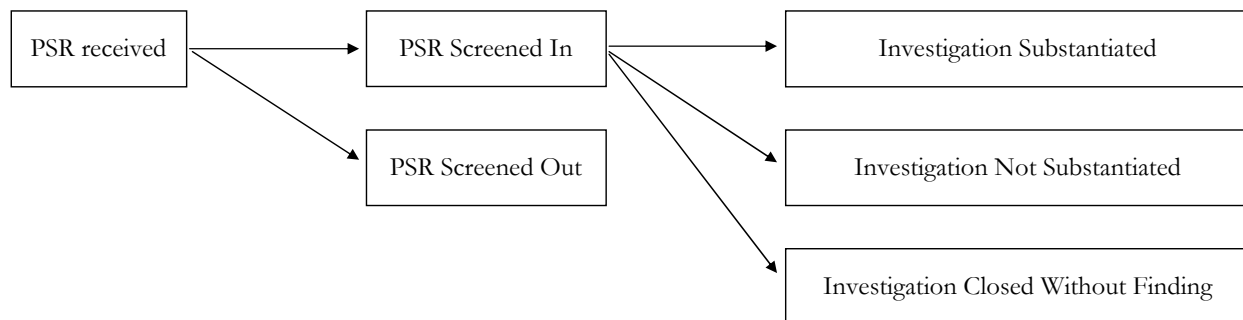 PSR received
PSR Screened In
Investigation Substantiated
PSR Screened Out
Investigation Not Substantiated
Investigation Closed Without Finding